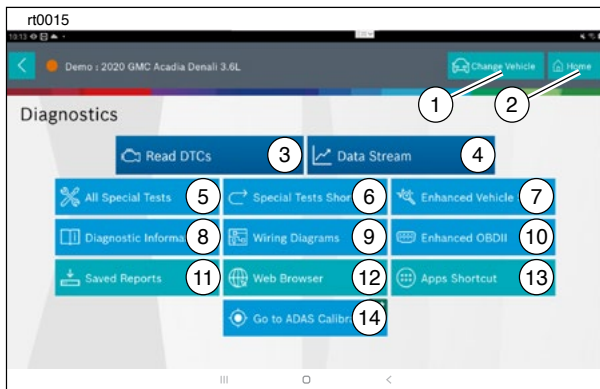 rt0015
10:13
Demo : 2020 GMC Acadia Denali 3.6L
Change Vehicle
Home
1
2
Diagnostics
Read DTCs
3
Data Stream
4
All Special Tests
5
Special Tests Shor
6
Enhanced Vehicle
7
Diagnostic Informa
8
Wiring Diagrams
9
Enhanced OBDII
10
Saved Reports
11
Web Browser
12
Apps Shortcut
13
Go to ADAS Calibr
14